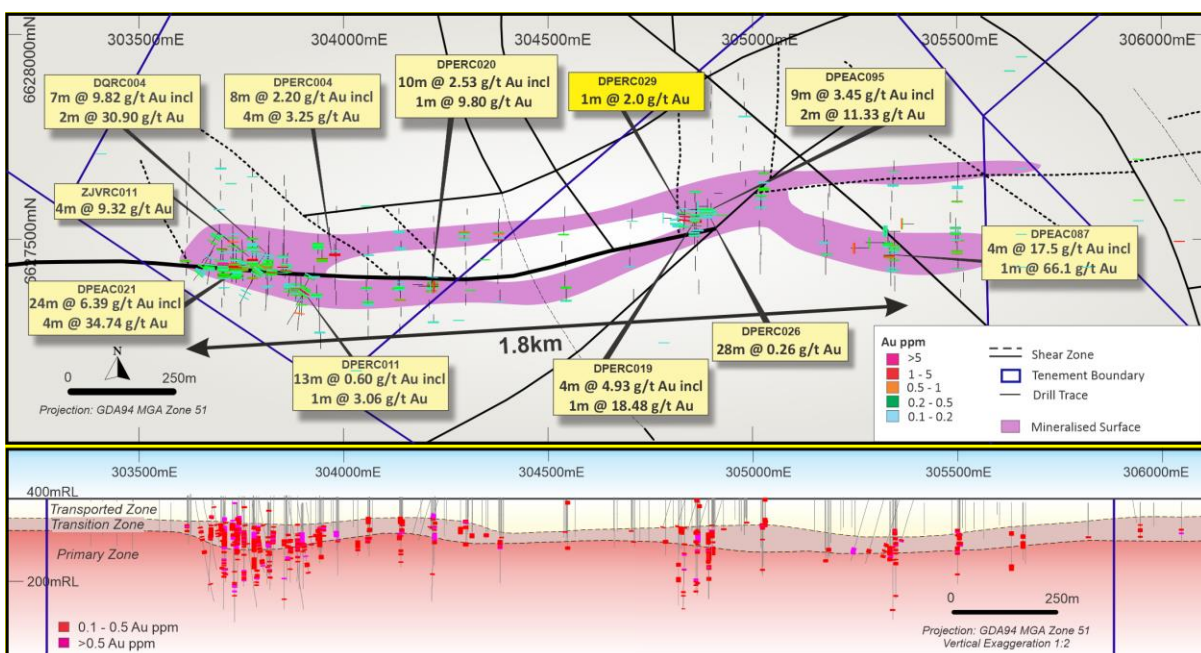 303500mE 304000mE 304500mE 305000mE 305500mE 306000mE
6628000mN
6627500mN
DQRC004
7m @ 9.82 g/t Au incl
2m @ 30.90 g/t Au
DPERC004
8m @ 2.20 g/t Au incl
4m @ 3.25 g/t Au
DPERC020
10m @ 2.53 g/t Au incl
1m @ 9.80 g/t Au
DPERC029
1m @ 2.0 g/t Au
DPEAC095
9m @ 3.45 g/t Au incl
2m @ 11.33 g/t Au
ZJVRC011
4m @ 9.32 g/t Au
DPEAC087
4m @ 17.5 g/t Au incl
1m @ 66.1 g/t Au
DPEAC021
24m @ 6.39 g/t Au incl
4m @ 34.74 g/t Au
DPERC026
28m @ 0.26 g/t Au
1.8km
DPERC011
13m @ 0.60 g/t Au incl
1m @ 3.06 g/t Au
DPERC019
4m @ 4.93 g/t Au incl
1m @ 18.48 g/t Au
N
0 250m
Projection: GDA94 MGA Zone 51
Au ppm
>5
1 - 5
0.5 - 1
0.2 - 0.5
0.1 - 0.2
Shear Zone
Tenement Boundary
Drill Trace
Mineralised Surface
303500mE 304000mE 304500mE 305000mE 305500mE 306000mE
400mRL
Transported Zone
Transition Zone
Primary Zone
200mRL
0.1 - 0.5 Au ppm
>0.5 Au ppm
0 250m
Projection: GDA94 MGA Zone 51
Vertical Exaggeration 1:2